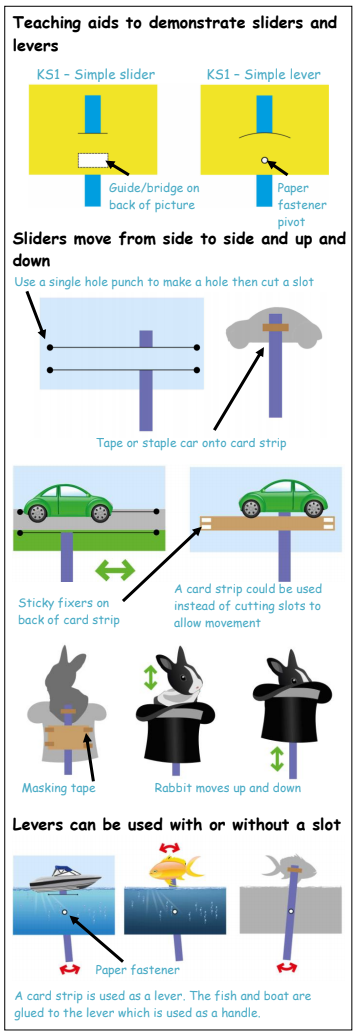 Teaching aids to demonstrate sliders and
levers
KS1 – Simple slider
KS1 – Simple lever
Guide/bridge on
back of picture
Paper
fastener
pivot
Sliders move from side to side and up and
down
Use a single hole punch to make a hole then cut a slot
Tape or staple car onto card strip
Sticky fixers on
back of card strip
A card strip could be used
instead of cutting slots to
allow movement
Masking tape
Rabbit moves up and down
Levers can be used with or without a slot
Paper fastener
A card strip is used as a lever. The fish and boat are
glued to the lever which is used as a handle.